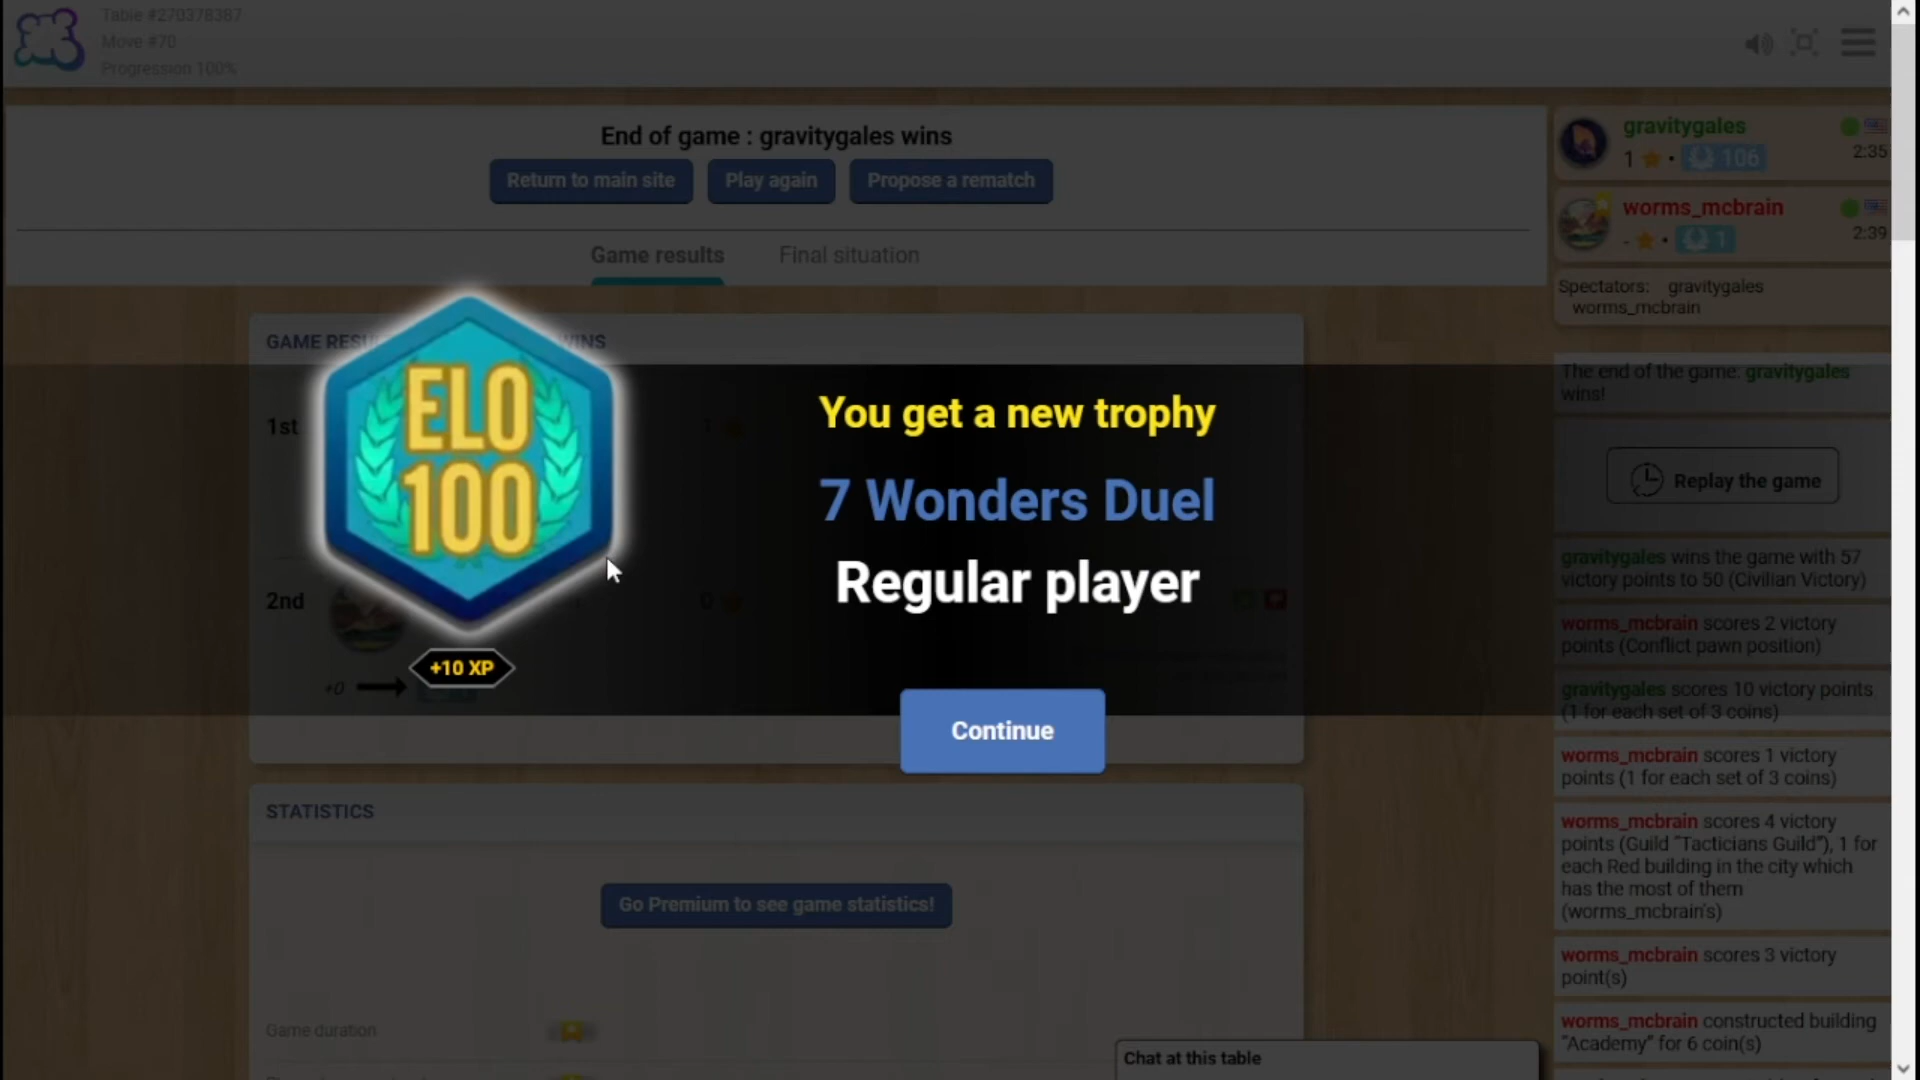 Table #270378387
Move #70
Progression 100%
End of game : gravitygales wins
Return to main site
Play again
Propose a rematch
Game results
Final situation
gravitygales
2:35
1 • 106
worms_mcbrain
2:39
- • 1
Spectators: gravitygales
worms_mcbrain
WINS
1st
2nd
ELO
100
+10 XP
+0
You get a new trophy
7 Wonders Duel
Regular player
Continue
STATISTICS
Go Premium to see game statistics!
Game duration
Chat at this table
The end of the game: gravitygales
wins!
Replay the game
gravitygales wins the game with 57
victory points to 50 (Civilian Victory)
worms_mcbrain scores 2 victory
points (Conflict pawn position)
gravitygales scores 10 victory points
(1 for each set of 3 coins)
worms_mcbrain scores 1 victory
points (1 for each set of 3 coins)
worms_mcbrain scores 4 victory
points (Guild "Tacticians Guild"), 1 for
each Red building in the city which
has the most of them
(worms_mcbrain's)
worms_mcbrain scores 3 victory
point(s)
worms_mcbrain constructed building
"Academy" for 6 coin(s)